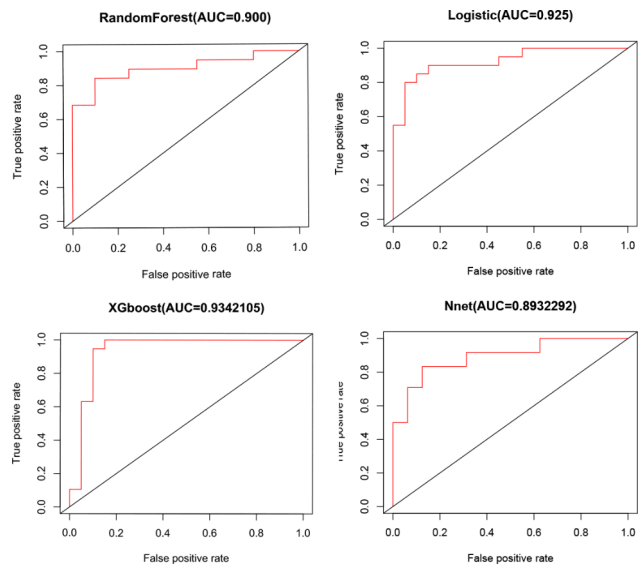 RandomForest(AUC=0.900)
True positive rate
0.0 0.2 0.4 0.6 0.8 1.0
0.0 0.2 0.4 0.6 0.8 1.0
False positive rate
Logistic(AUC=0.925)
True positive rate
0.0 0.2 0.4 0.6 0.8 1.0
0.0 0.2 0.4 0.6 0.8 1.0
False positive rate
XGboost(AUC=0.9342105)
True positive rate
0.0 0.2 0.4 0.6 0.8 1.0
0.0 0.2 0.4 0.6 0.8 1.0
False positive rate
Nnet(AUC=0.8932292)
True positive rate
0.0 0.2 0.4 0.6 0.8 1.0
0.0 0.2 0.4 0.6 0.8 1.0
False positive rate